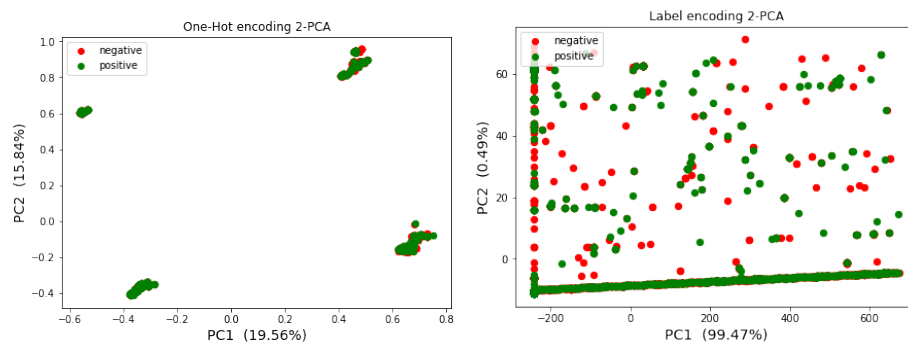 One-Hot encoding 2-PCA
negative
positive
1.0
0.8
0.6
0.4
0.2
0.0
−0.2
−0.4
PC2 (15.84%)
−0.6
−0.4
−0.2
0.0
0.2
0.4
0.6
0.8
PC1 (19.56%)
Label encoding 2-PCA
negative
positive
60
40
20
0
PC2 (0.49%)
−200
0
200
400
600
PC1 (99.47%)